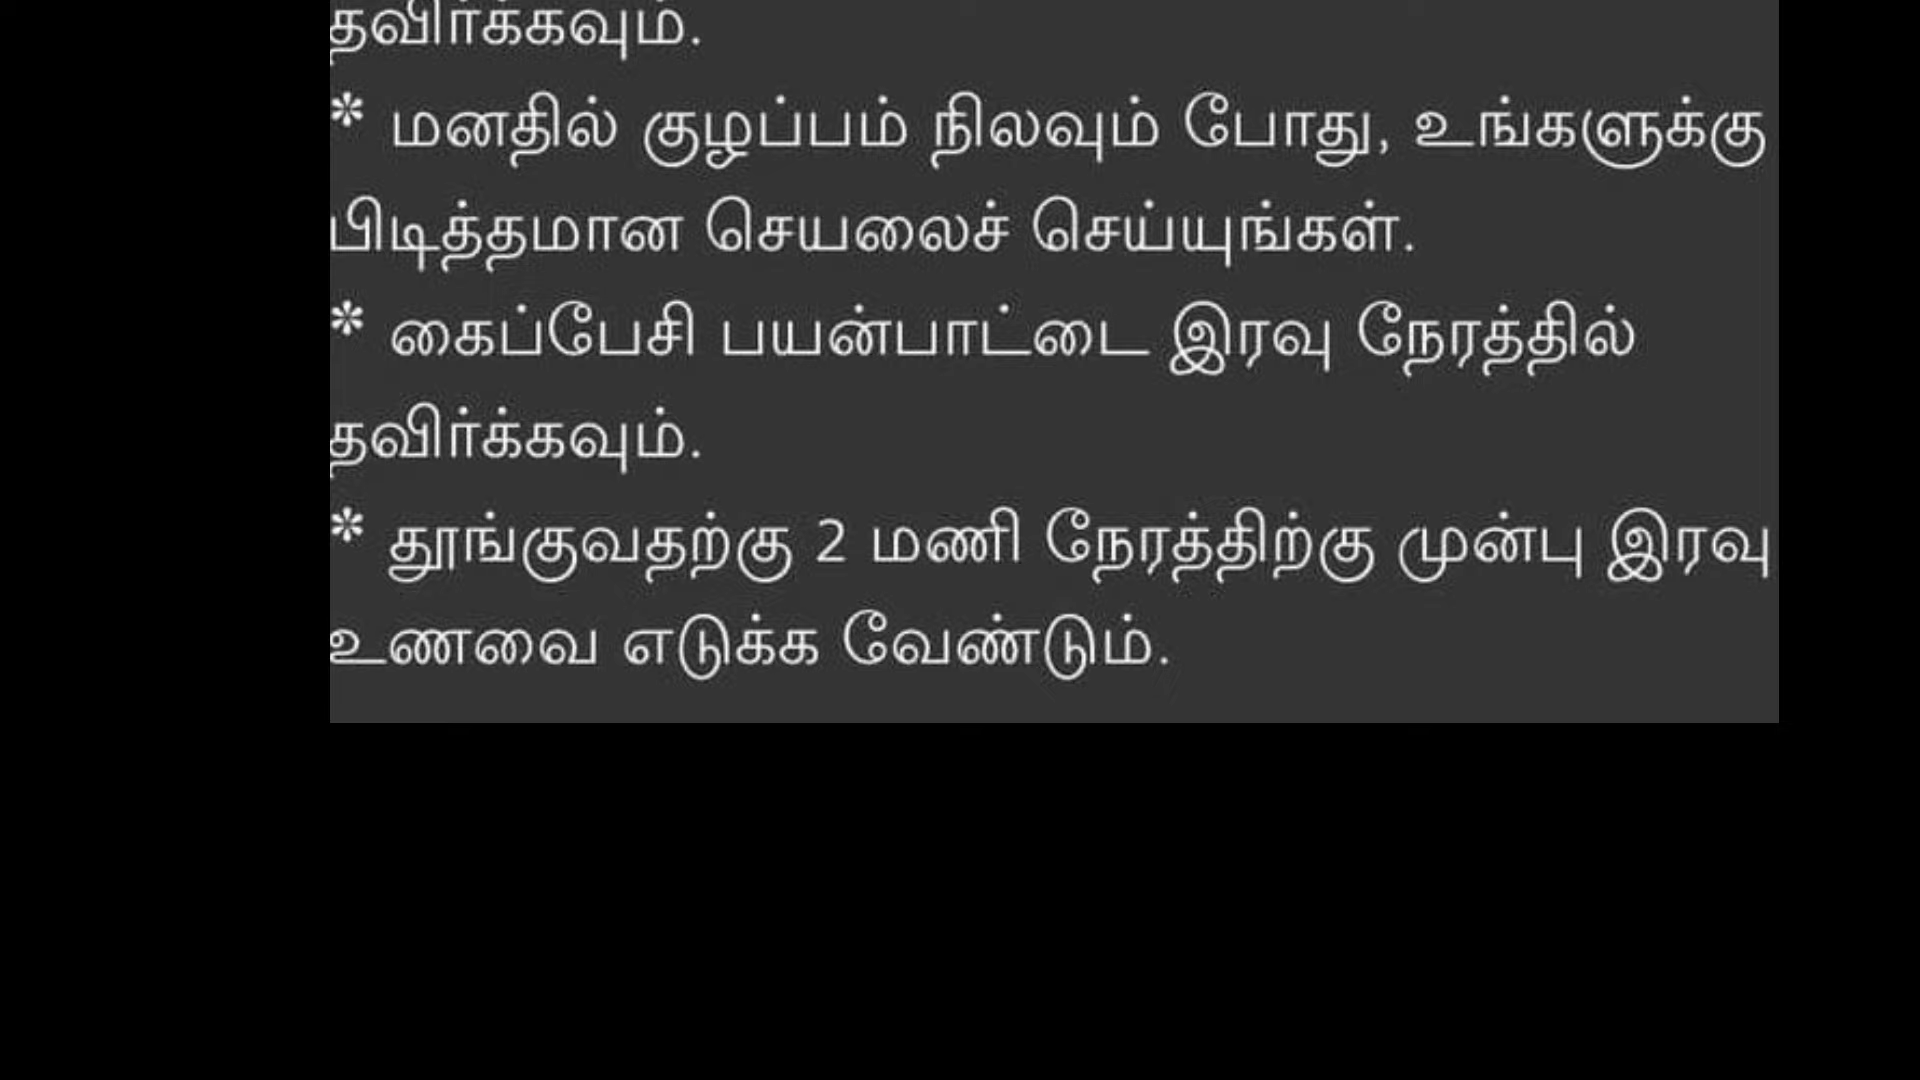 தவிர்க்கவும்.
* மனதில் குழப்பம் நிலவும் போது, உங்களுக்கு
பிடித்தமான செயலைச் செய்யுங்கள்.
* கைப்பேசி பயன்பாட்டை இரவு நேரத்தில்
தவிர்க்கவும்.
* தூங்குவதற்கு 2 மணி நேரத்திற்கு முன்பு இரவு
உணவை எடுக்க வேண்டும்.